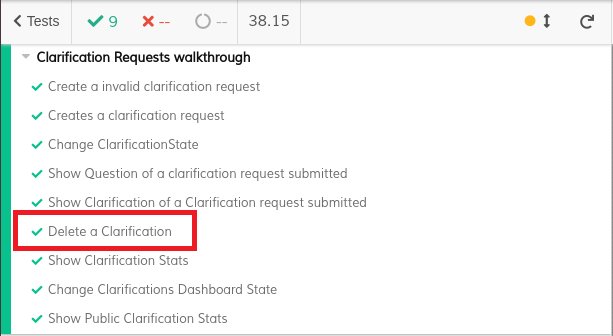 Tests 9 -- -- 38.15
Clarification Requests walkthrough
Create a invalid clarification request
Creates a clarification request
Change ClarificationState
Show Question of a clarification request submitted
Show Clarification of a Clarification request submitted
Delete a Clarification
Show Clarification Stats
Change Clarifications Dashboard State
Show Public Clarification Stats